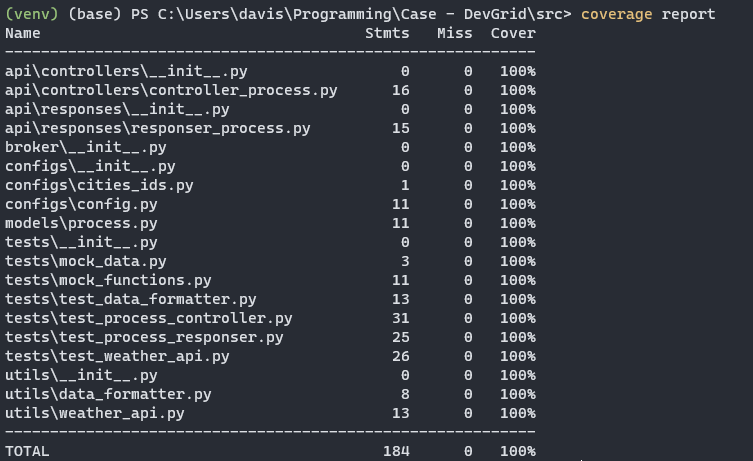 (venv) (base) PS C:\Users\davis\Programming\Case - DevGrid\src> coverage report
Name                                    Stmts   Miss  Cover
-----------------------------------------------------------
api\controllers\__init__.py                 0      0   100%
api\controllers\controller_process.py      16      0   100%
api\responses\__init__.py                   0      0   100%
api\responses\responser_process.py         15      0   100%
broker\__init__.py                          0      0   100%
configs\__init__.py                         0      0   100%
configs\cities_ids.py                       1      0   100%
configs\config.py                          11      0   100%
models\process.py                          11      0   100%
tests\__init__.py                           0      0   100%
tests\mock_data.py                          3      0   100%
tests\mock_functions.py                    11      0   100%
tests\test_data_formatter.py               13      0   100%
tests\test_process_controller.py           31      0   100%
tests\test_process_responser.py            25      0   100%
tests\test_weather_api.py                  26      0   100%
utils\__init__.py                           0      0   100%
utils\data_formatter.py                     8      0   100%
utils\weather_api.py                       13      0   100%
-----------------------------------------------------------
TOTAL                                     184      0   100%